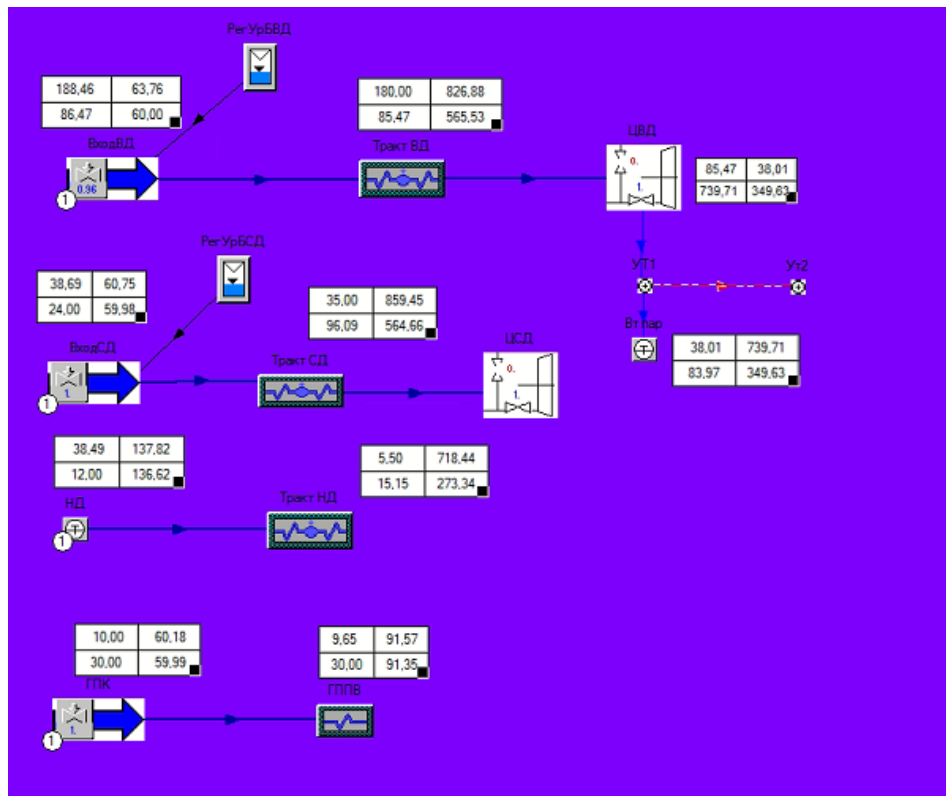 РегУрБВД
188,46 63,76
86,47 60,00
180,00 826,88
85,47 565,53
ВходВД
0.96
1
Тракт ВД
ЦВД
0.
1.
85,47 38,01
739,71 349,63
РегУрБСД
УТ1
Ут2
38,69 60,75
24,00 59,98
35,00 859,45
96,09 564,66
Вт пар
38,01 739,71
83,97 349,63
ВходСД
1.
1
Тракт СД
ЦСД
0.
1.
38,49 137,82
12,00 136,62
5,50 718,44
15,15 273,34
НД
1
Тракт НД
10,00 60,18
30,00 59,99
9,65 91,57
30,00 91,35
ГПК
1.
1
ГППВ